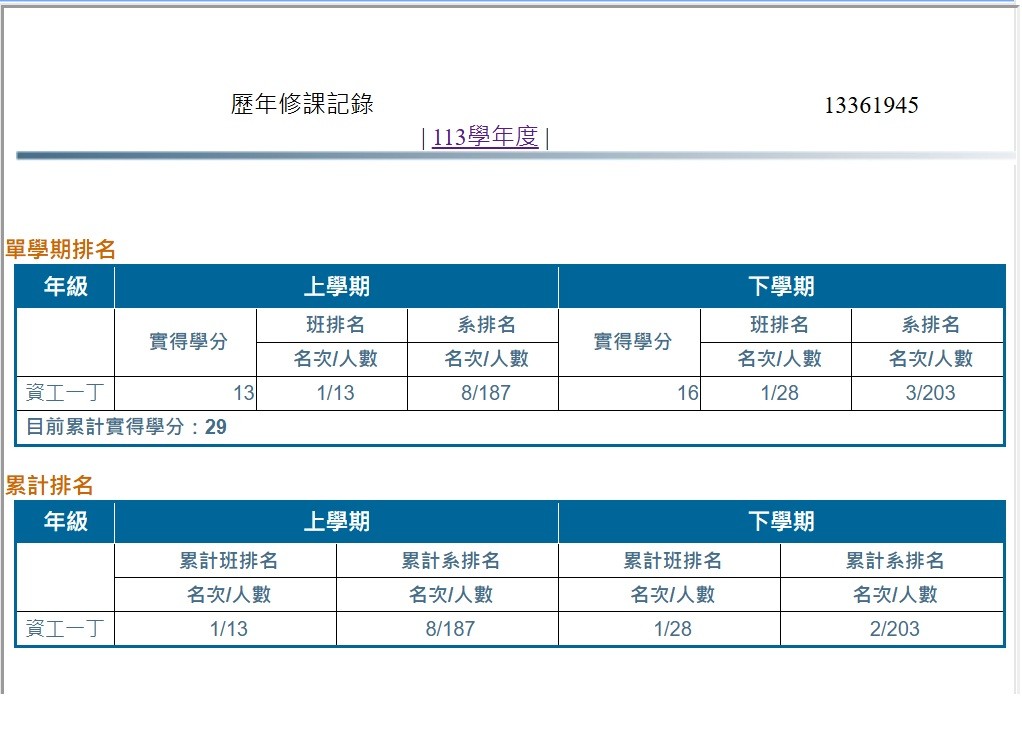 歷年修課記錄 13361945
| 113學年度 |
單學期排名
年級 上學期 下學期
實得學分 班排名 系排名 實得學分 班排名 系排名
名次/人數 名次/人數 名次/人數 名次/人數
資工一丁 13 1/13 8/187 16 1/28 3/203
目前累計實得學分：29
累計排名
年級 上學期 下學期
累計班排名 累計系排名 累計班排名 累計系排名
名次/人數 名次/人數 名次/人數 名次/人數
資工一丁 1/13 8/187 1/28 2/203